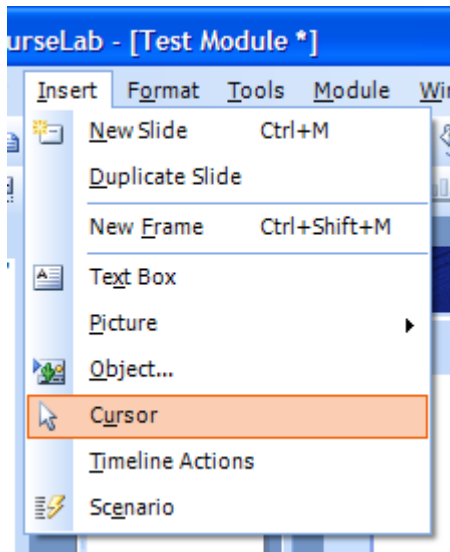 urseLab - [Test Module *]
Insert Format Tools Module Wi
New Slide Ctrl+M
Duplicate Slide
New Frame Ctrl+Shift+M
Text Box
Picture
Object...
Cursor
Timeline Actions
Scenario